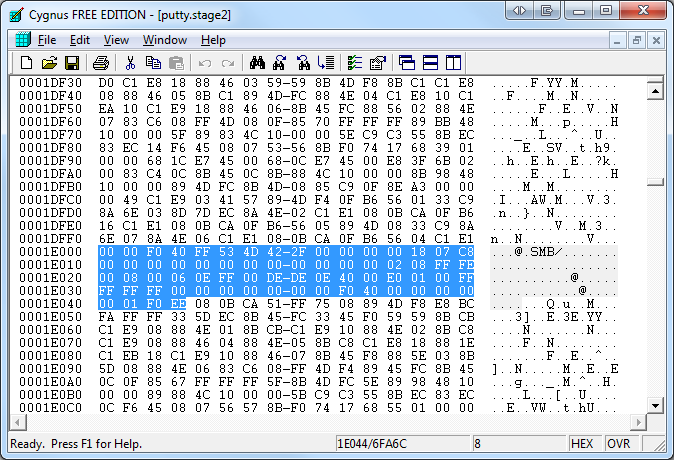 Cygnus FREE EDITION - [putty.stage2]
File Edit View Window Help
0001DF30 D0 C1 E8 18 88 46 03 59-59 8B 4D F8 8B C1 C1 E8 .....F.YY.M.....
0001DF40 08 88 46 05 8B C1 89 4D-FC 88 4E 04 C1 E8 10 C1 ..F....M..N.....
0001DF50 EA 10 C1 E9 18 88 46 06-8B 45 FC 88 56 02 88 4E ......F..E..V..N
0001DF60 07 83 C6 08 FF 4D 08 0F-85 70 FF FF FF 89 BB 48 .....M...p.....H
0001DF70 10 00 00 5F 89 83 4C 10-00 00 5E C9 C3 55 8B EC ..._..L...^..U..
0001DF80 83 EC 14 F6 45 08 07 53-56 8B F0 74 17 68 39 01 ....E..SV..t.h9.
0001DF90 00 00 68 1C E7 45 00 68-0C E7 45 00 E8 3F 6B 02 ..h..E.h..E..?k.
0001DFA0 00 83 C4 0C 8B 45 0C 8B-88 4C 10 00 00 8B 98 48 .....E...L.....H
0001DFB0 10 00 00 89 4D FC 8B 4D-08 85 C9 0F 8E A3 00 00 ....M..M........
0001DFC0 00 49 C1 E9 03 41 57 89-4D F4 0F B6 56 01 33 C9 .I...AW.M...V.3.
0001DFD0 8A 6E 03 8D 7D EC 8A 4E-02 C1 E1 08 0B CA 0F B6 .n..}..N........
0001DFE0 16 C1 E1 08 0B CA 0F B6-56 05 89 4D 08 33 C9 8A ........V..M.3..
0001DFF0 6E 07 8A 4E 06 C1 E1 08-0B CA 0F B6 56 04 C1 E1 n..N........V...
0001E000 00 00 F0 40 FF 53 4D 42-2F 00 00 00 00 18 07 C8 ...@.SMB/.......
0001E010 00 00 00 00 00 00 00 00-00 00 00 00 02 08 FF FE ................
0001E020 00 08 00 06 0E FF 00 DE-DE 0E 40 00 E0 01 00 00 ..........@.....
0001E030 FF FF FF FF 00 00 00 00-00 F0 40 00 00 00 00 00 ..........@.....
0001E040 00 01 F0 EE 08 0B CA 51-FF 75 08 89 4D F8 E8 BC .......Q.u..M...
0001E050 FA FF FF 33 5D EC 8B 45-FC 33 45 F0 59 59 8B CB ...3]..E.3E.YY..
0001E060 C1 E9 08 88 4E 01 8B CB-C1 E9 10 88 4E 02 8B C8 ....N.......N...
0001E070 C1 E9 08 88 46 04 88 4E-05 8B C8 C1 E8 18 88 1E ....F..N........
0001E080 C1 EB 18 C1 E9 10 88 46-07 8B 45 F8 88 5E 03 8B .......F..E..^..
0001E090 5D 08 88 4E 06 83 C6 08-FF 4D F4 89 45 FC 8B 45 ]..N.....M..E..E
0001E0A0 0C 0F 85 67 FF FF FF 5F-8B 4D FC 5E 89 98 48 10 ...g..._.M.^..H.
0001E0B0 00 00 89 88 4C 10 00 00-5B C9 C3 55 8B EC 83 EC ....L...[..U....
0001E0C0 0C F6 45 08 07 56 57 8B-F0 74 17 68 55 01 00 00 ..E..VW..t.hU...
Ready. Press F1 for Help. 1E044/6FA6C 8 HEX OVR